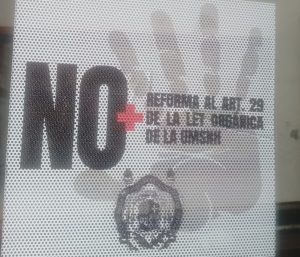 NO+
REFORMA AL ART. 29
DE LA LEY ORGÁNICA
DE LA UMSNH